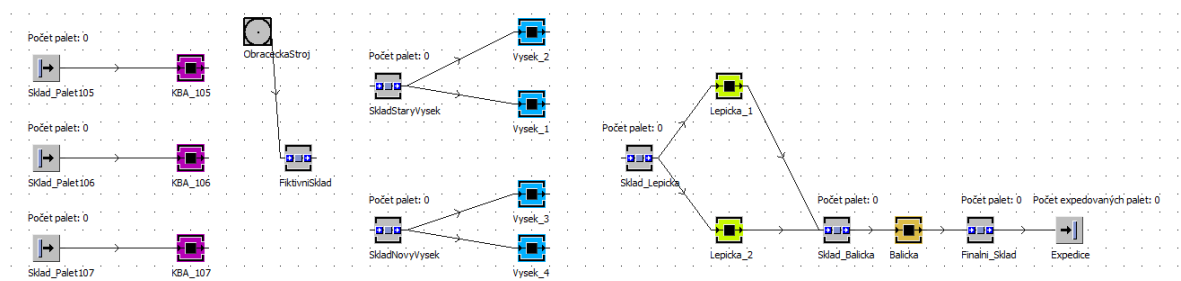 Počet palet: 0
Sklad_Palet105
KBA_105
ObraceckaStroj
Počet palet: 0
SKlad_Palet106
KBA_106
FiktivniSklad
Počet palet: 0
Sklad_Palet107
KBA_107
Počet palet: 0
SkladStaryVysek
Vysek_2
Vysek_1
Počet palet: 0
SkladNovyVysek
Vysek_3
Vysek_4
Počet palet: 0
Sklad_Lepicka
Lepicka_1
Lepicka_2
Počet palet: 0
Sklad_Balicka
Balicka
Počet palet: 0
Finalni_Sklad
Počet expedovaných palet: 0
Expedice